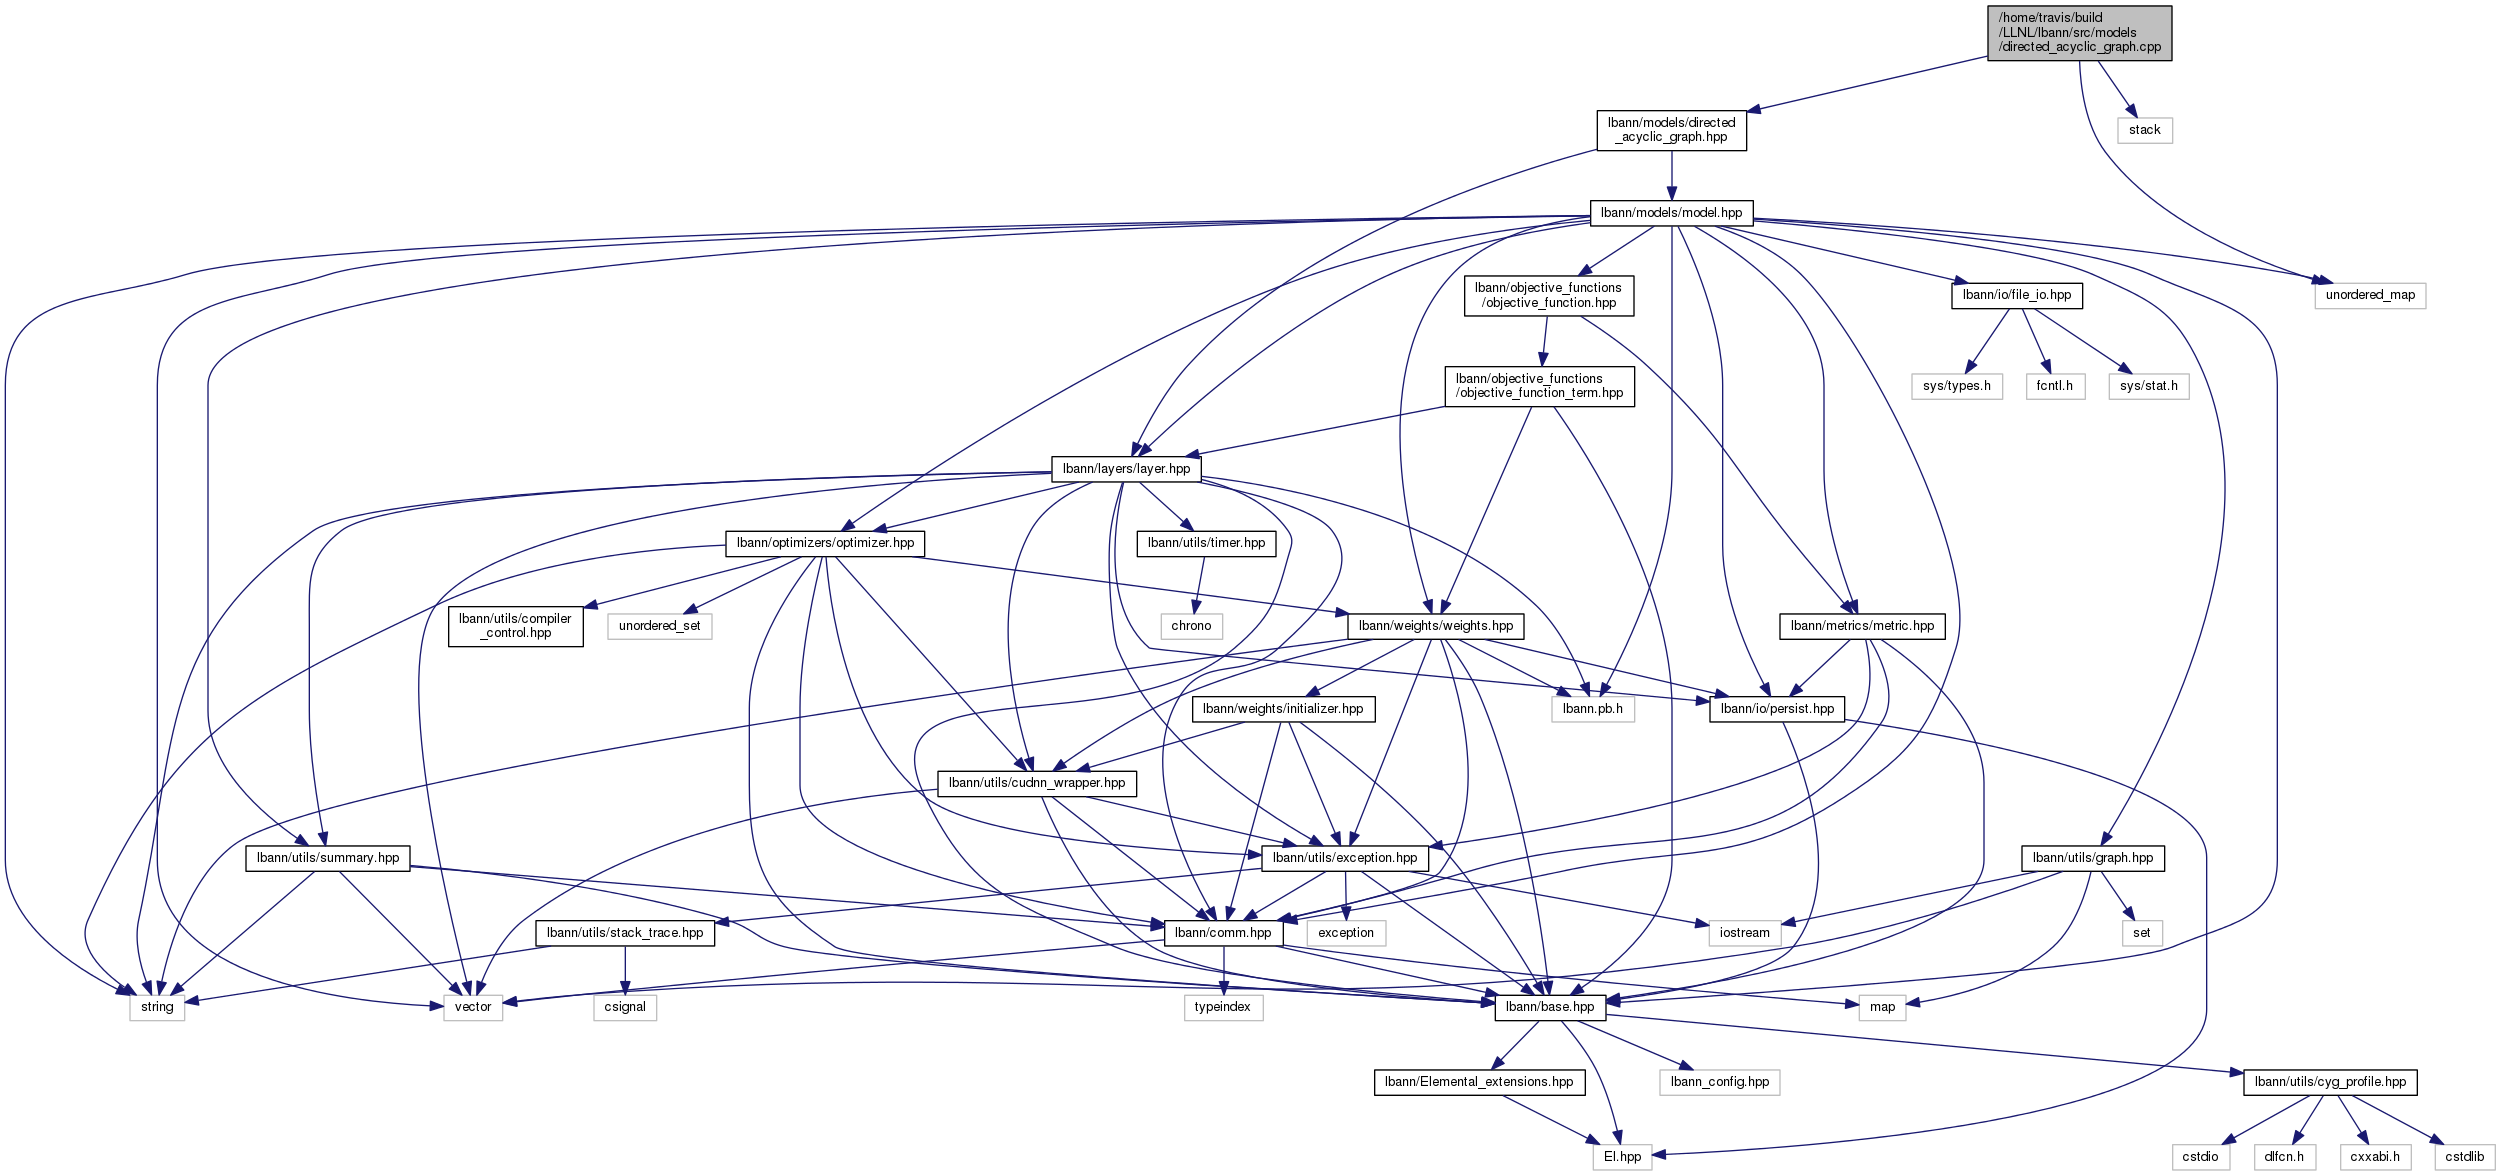 /home/travis/build
/LLNL/lbann/src/models
/directed_acyclic_graph.cpp
lbann/models/directed
_acyclic_graph.hpp
stack
lbann/models/model.hpp
lbann/objective_functions
/objective_function.hpp
lbann/io/file_io.hpp
unordered_map
lbann/objective_functions
/objective_function_term.hpp
sys/types.h
fcntl.h
sys/stat.h
lbann/layers/layer.hpp
lbann/optimizers/optimizer.hpp
lbann/utils/timer.hpp
lbann/utils/compiler
_control.hpp
unordered_set
chrono
lbann/weights/weights.hpp
lbann/metrics/metric.hpp
lbann/weights/initializer.hpp
lbann.pb.h
lbann/io/persist.hpp
lbann/utils/cudnn_wrapper.hpp
lbann/utils/summary.hpp
lbann/utils/exception.hpp
lbann/utils/graph.hpp
lbann/utils/stack_trace.hpp
lbann/comm.hpp
exception
iostream
set
string
vector
csignal
typeindex
lbann/base.hpp
map
lbann/Elemental_extensions.hpp
lbann_config.hpp
lbann/utils/cyg_profile.hpp
El.hpp
cstdio
dlfcn.h
cxxabi.h
cstdlib